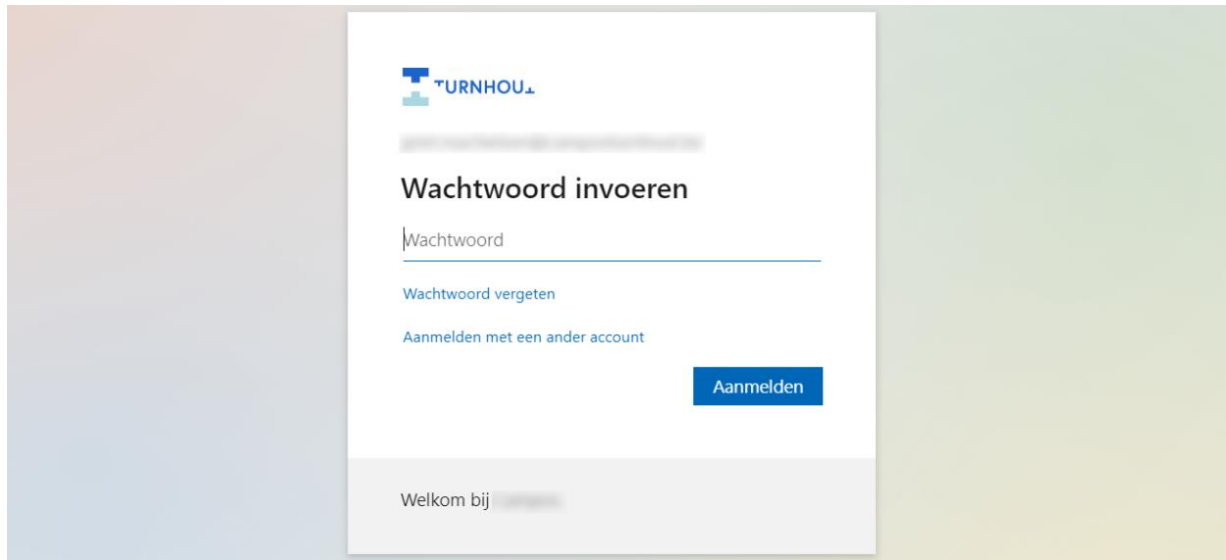 TURNHOUT
Wachtwoord invoeren
Wachtwoord
Wachtwoord vergeten
Aanmelden met een ander account
Aanmelden
Welkom bij